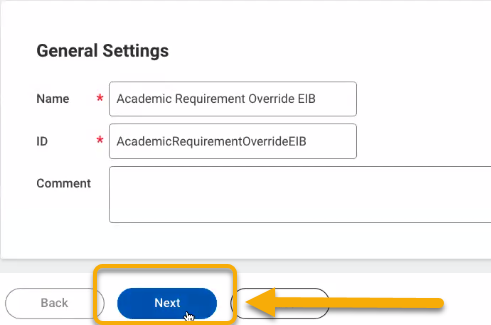 General Settings
Name * Academic Requirement Override EIB
ID * AcademicRequirementOverrideEIB
Comment
Back Next